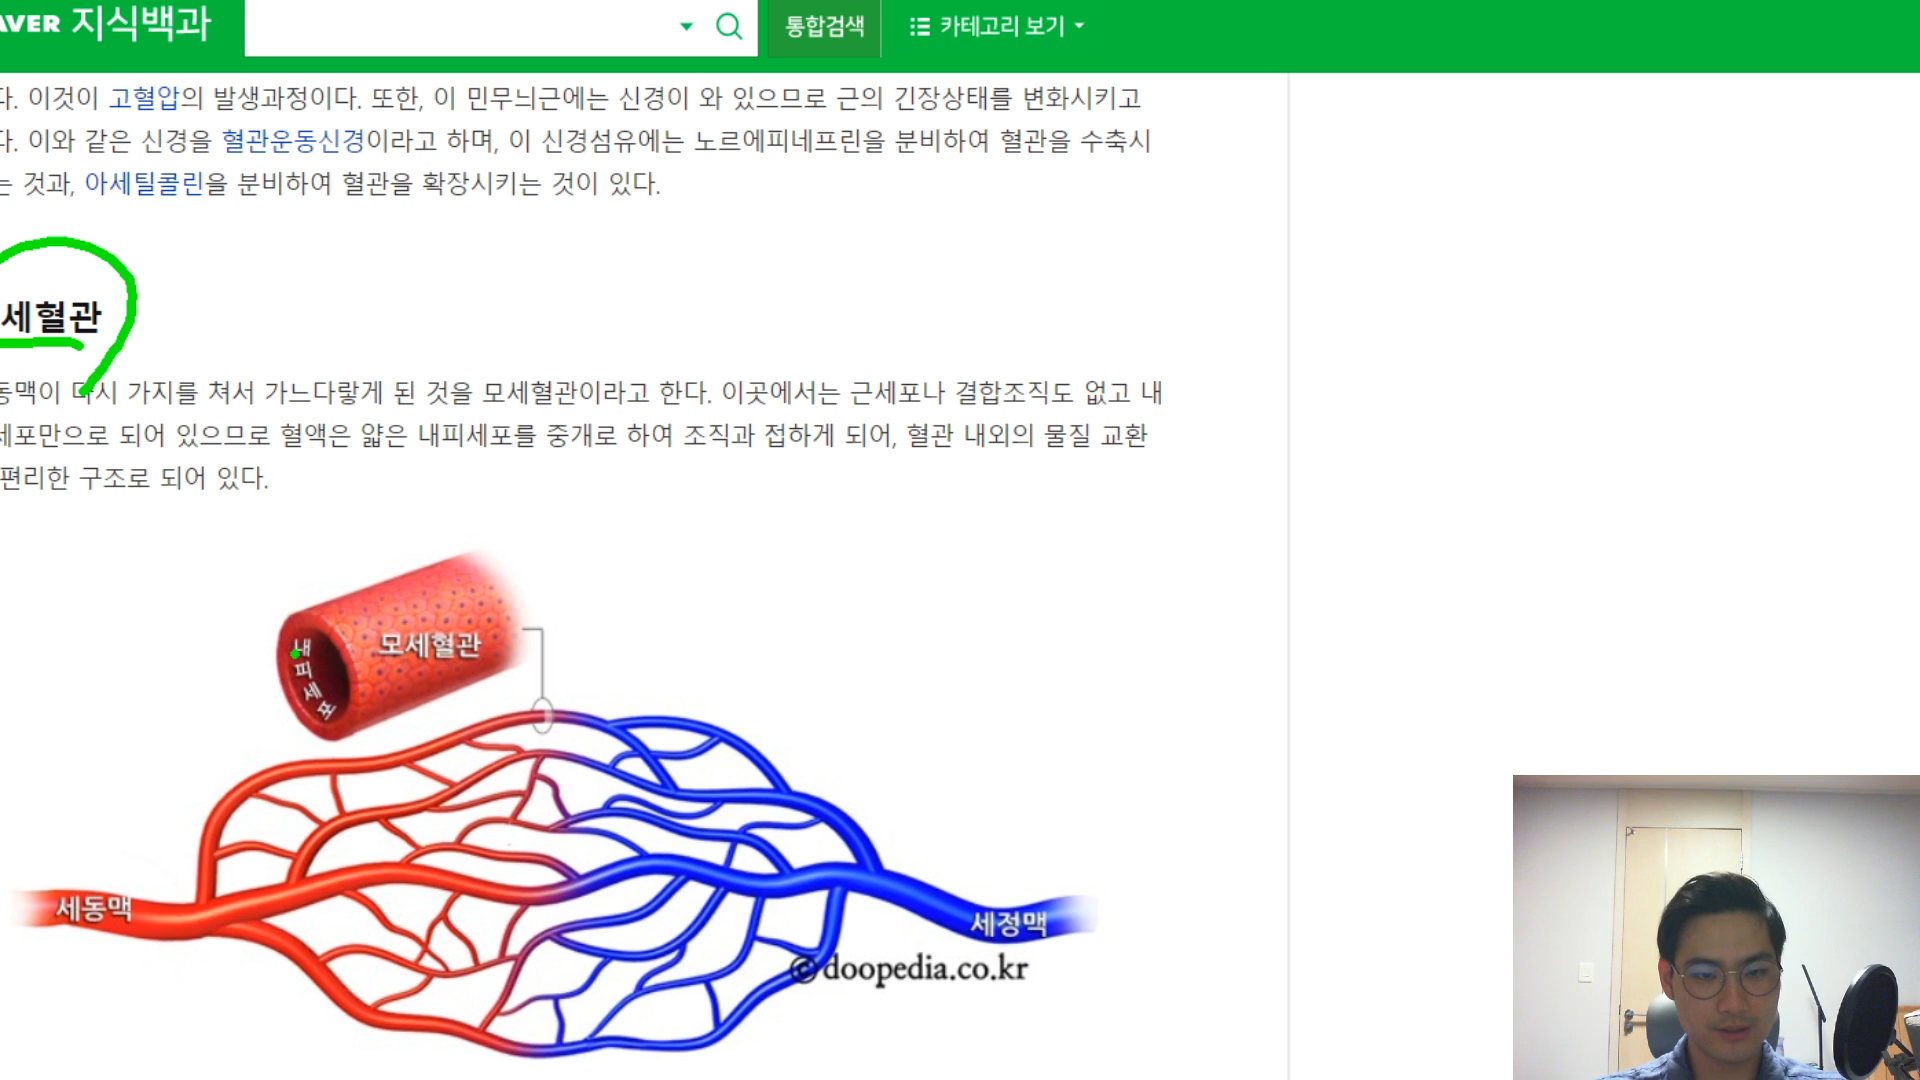 AVER 지식백과
통합검색
카테고리 보기
다. 이것이 고혈압의 발생과정이다. 또한, 이 민무늬근에는 신경이 와 있으므로 근의 긴장상태를 변화시키고
다. 이와 같은 신경을 혈관운동신경이라고 하며, 이 신경섬유에는 노르에피네프린을 분비하여 혈관을 수축시
는 것과, 아세틸콜린을 분비하여 혈관을 확장시키는 것이 있다.
세혈관
동맥이 다시 가지를 쳐서 가느다랗게 된 것을 모세혈관이라고 한다. 이곳에서는 근세포나 결합조직도 없고 내
세포만으로 되어 있으므로 혈액은 얇은 내피세포를 중개로 하여 조직과 접하게 되어, 혈관 내외의 물질 교환
편리한 구조로 되어 있다.
모세혈관
내피세포
세동맥
세정맥
©doopedia.co.kr